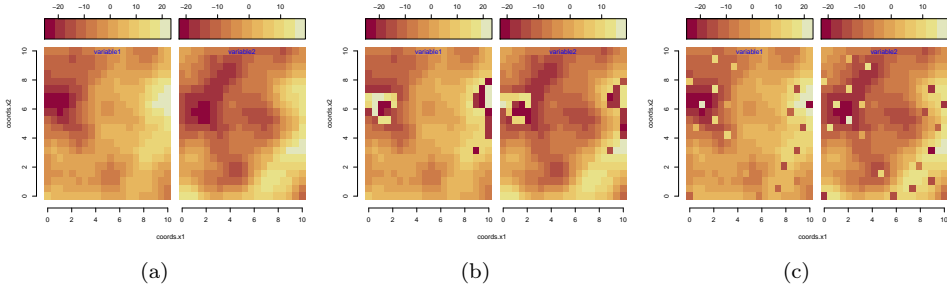 −20 −10 0 10 20 −20 −10 0 10 −20 −10 0 10 20 −20 −10 0 10 −20 −10 0 10 20 −20 −10 0 10
variable1 variable2 variable1 variable2 variable1 variable2
coords.x2 coords.x2 coords.x2
10 10 10
8 8 8
6 6 6
4 4 4
2 2 2
0 0 0
0 2 4 6 8 10 0 2 4 6 8 10 0 2 4 6 8 10 0 2 4 6 8 10 0 2 4 6 8 10 0 2 4 6 8 10
coords.x1 coords.x1 coords.x1
(a) (b) (c)